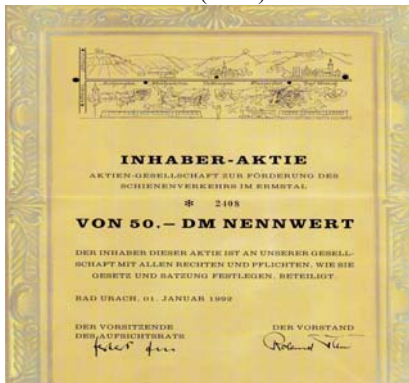 INHABER-AKTIE
AKTIEN-GESELLSCHAFT ZUR FÖRDERUNG DES
SCHIENENVERKEHRS IM ERMSTAL
* 2408
VON 50.– DM NENNWERT
DER INHABER DIESER AKTIE IST AN UNSERER GESELL-
SCHAFT MIT ALLEN RECHTEN UND PFLICHTEN, WIE SIE
GESETZ UND SATZUNG FESTLEGEN, BETEILIGT.
BAD URACH, 01. JANUAR 1992
DER VORSITZENDE
DES AUFSICHTSRATS
DER VORSTAND
Roland